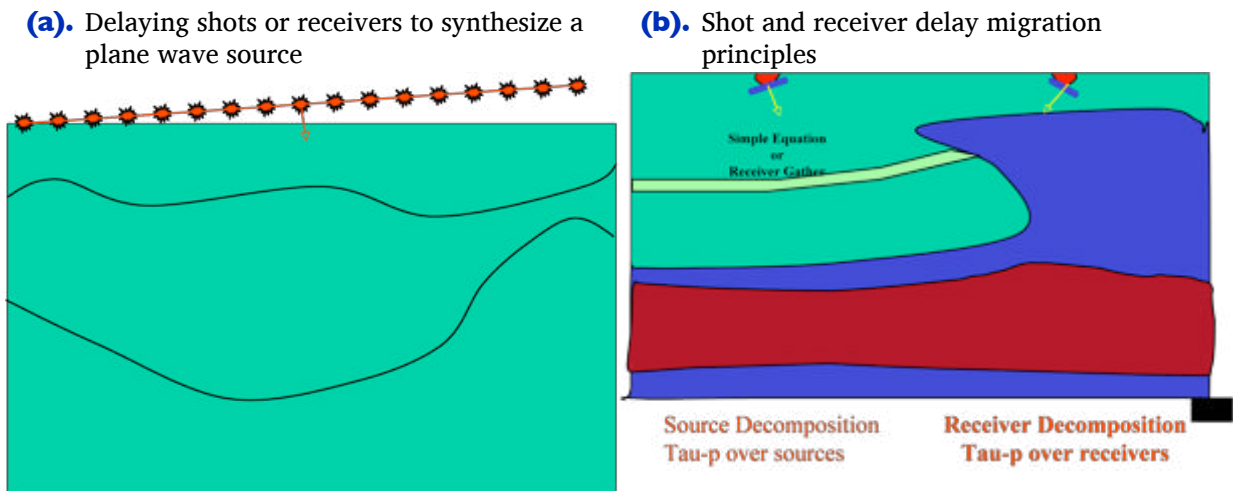 (a). Delaying shots or receivers to synthesize a
plane wave source
(b). Shot and receiver delay migration
principles
Simple Equation
or
Receiver Gather
Source Decomposition
Tau-p over sources
Receiver Decomposition
Tau-p over receivers